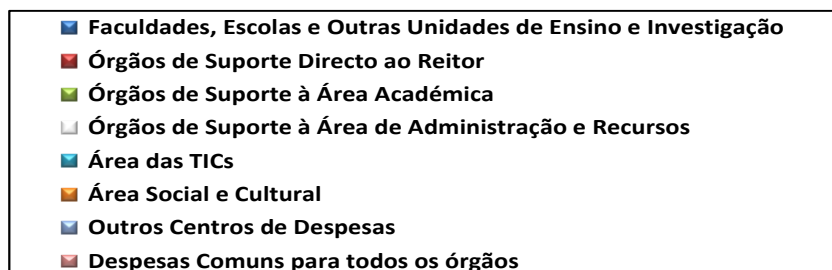 Faculdades, Escolas e Outras Unidades de Ensino e Investigação
Órgãos de Suporte Directo ao Reitor
Órgãos de Suporte à Área Académica
Órgãos de Suporte à Área de Administração e Recursos
Área das TICs
Área Social e Cultural
Outros Centros de Despesas
Despesas Comuns para todos os órgãos